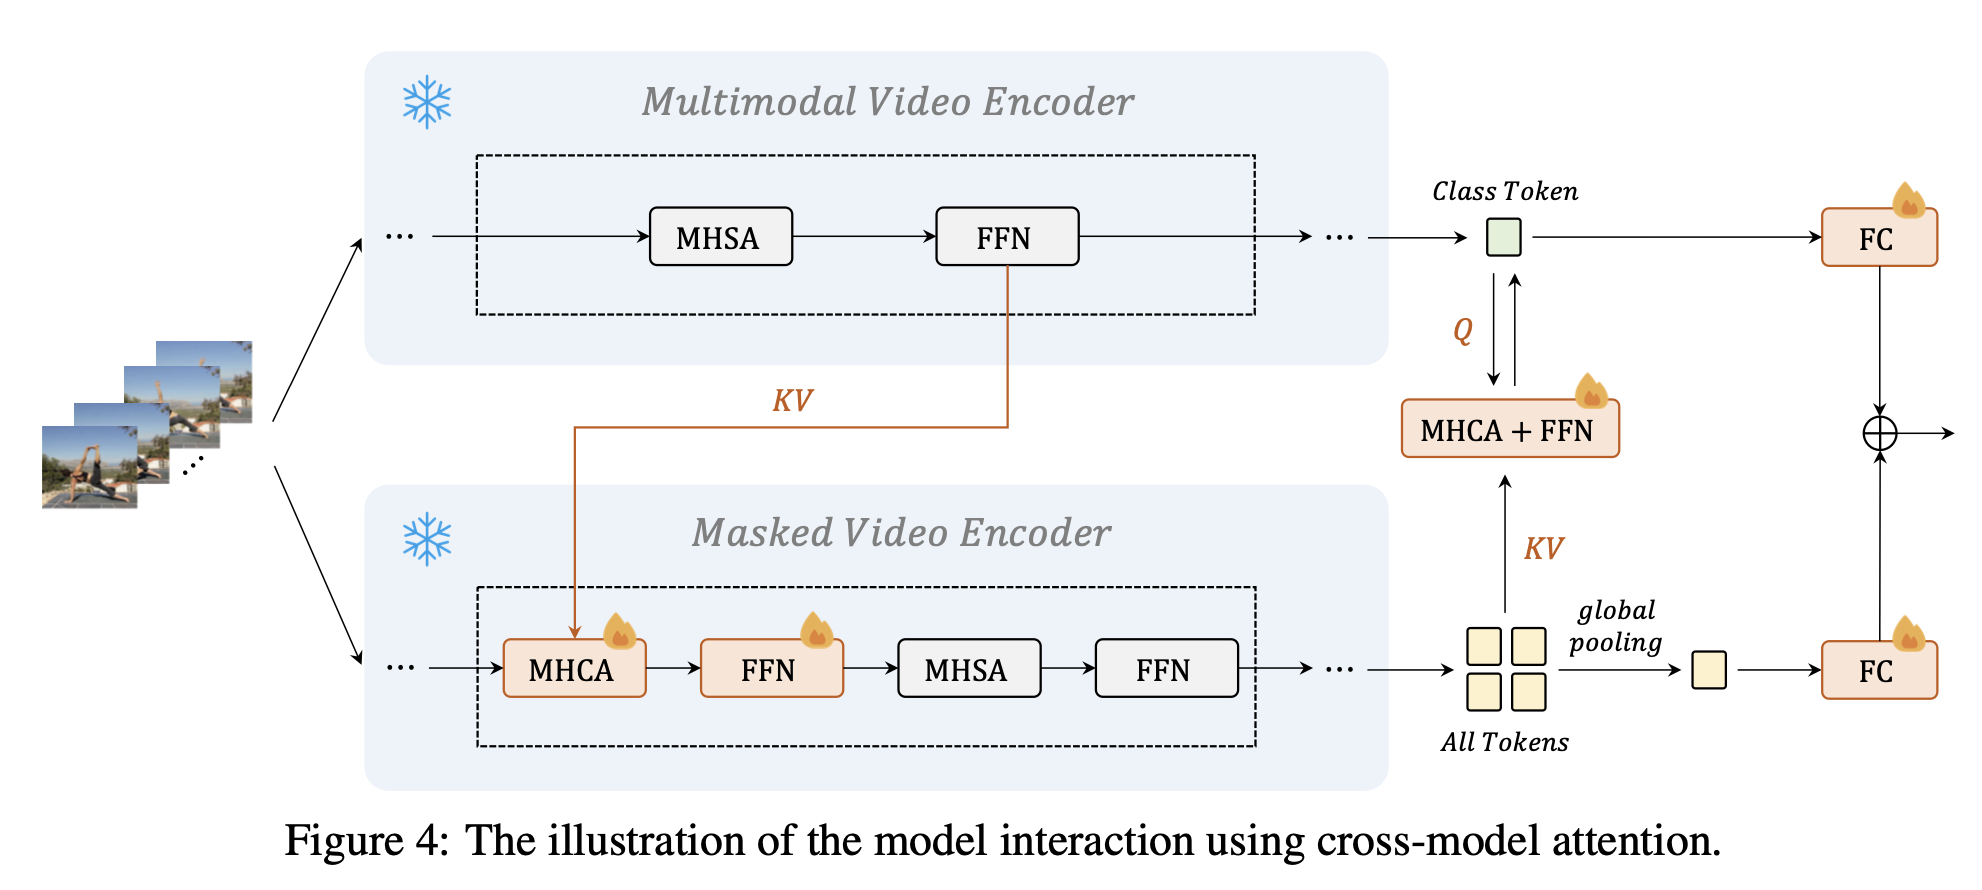 Multimodal Video Encoder
...
MHSA
FFN
...
Class Token
FC
Q
KV
MHCA + FFN
...
Masked Video Encoder
KV
...
MHCA
FFN
MHSA
FFN
...
global
pooling
FC
All Tokens
Figure 4: The illustration of the model interaction using cross-model attention.